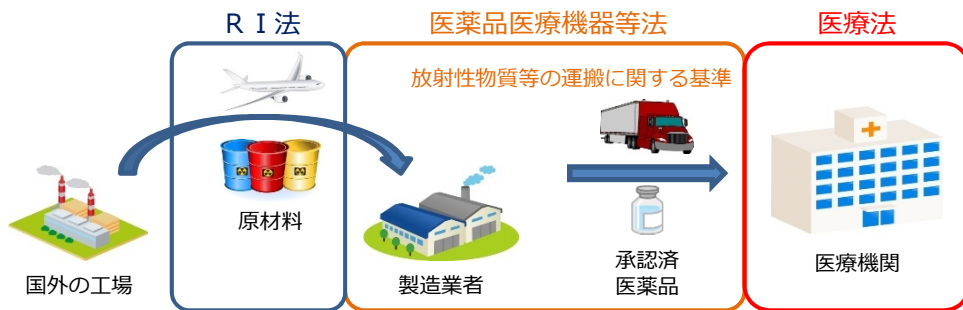 ＲＩ法
医薬品医療機器等法
医療法
放射性物質等の運搬に関する基準
原材料
国外の工場
製造業者
承認済
医薬品
医療機関